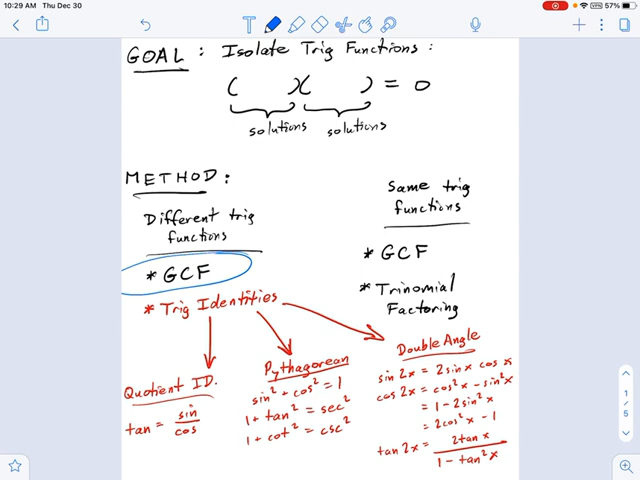 10:29 AM Thu Dec 30
57%
GOAL : Isolate Trig Functions :
( )( ) = 0
solutions solutions
METHOD :
Different trig
functions
* GCF
* Trig Identities
Same trig
functions
* GCF
* Trinomial
Factoring
Quotient ID.
tan = sin
cos
Pythagorean
sin² + cos² = 1
1 + tan² = sec²
1 + cot² = csc²
Double Angle
sin 2x = 2 sin x cos x
cos 2x = cos² x - sin² x
= 1 - 2 sin² x
= 2 cos² x - 1
tan 2x = 2 tan x
1 - tan² x
1
/
5